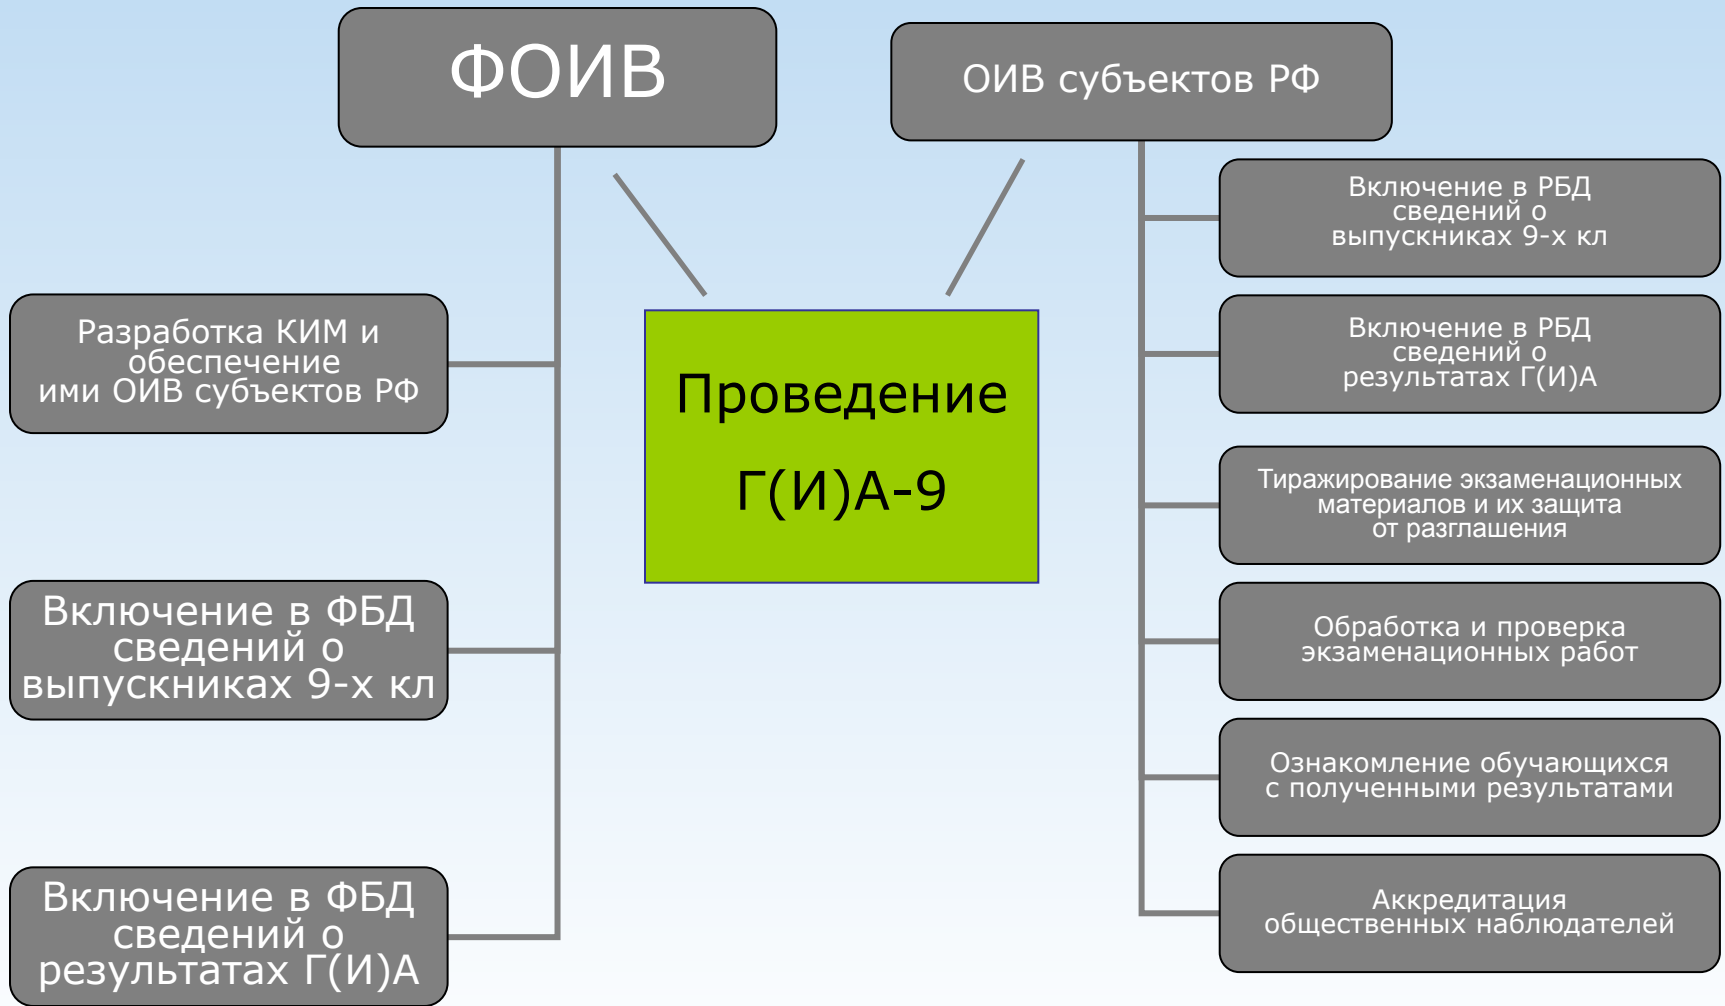 ФОИВ
ОИВ субъектов РФ
Разработка КИМ и
обеспечение
ими ОИВ субъектов РФ
Включение в ФБД
сведений о
выпускниках 9-х кл
Включение в ФБД
сведений о
результатах Г(И)А
Проведение
Г(И)А-9
Включение в РБД
сведений о
выпускниках 9-х кл
Включение в РБД
сведений о
результатах Г(И)А
Тиражирование экзаменационных
материалов и их защита
от разглашения
Обработка и проверка
экзаменационных работ
Ознакомление обучающихся
с полученными результатами
Аккредитация
общественных наблюдателей